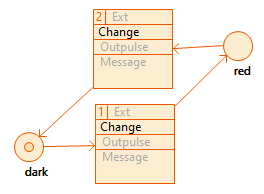 2 Ext
Change
Outpulse
Message
red
1 Ext
Change
Outpulse
Message
dark